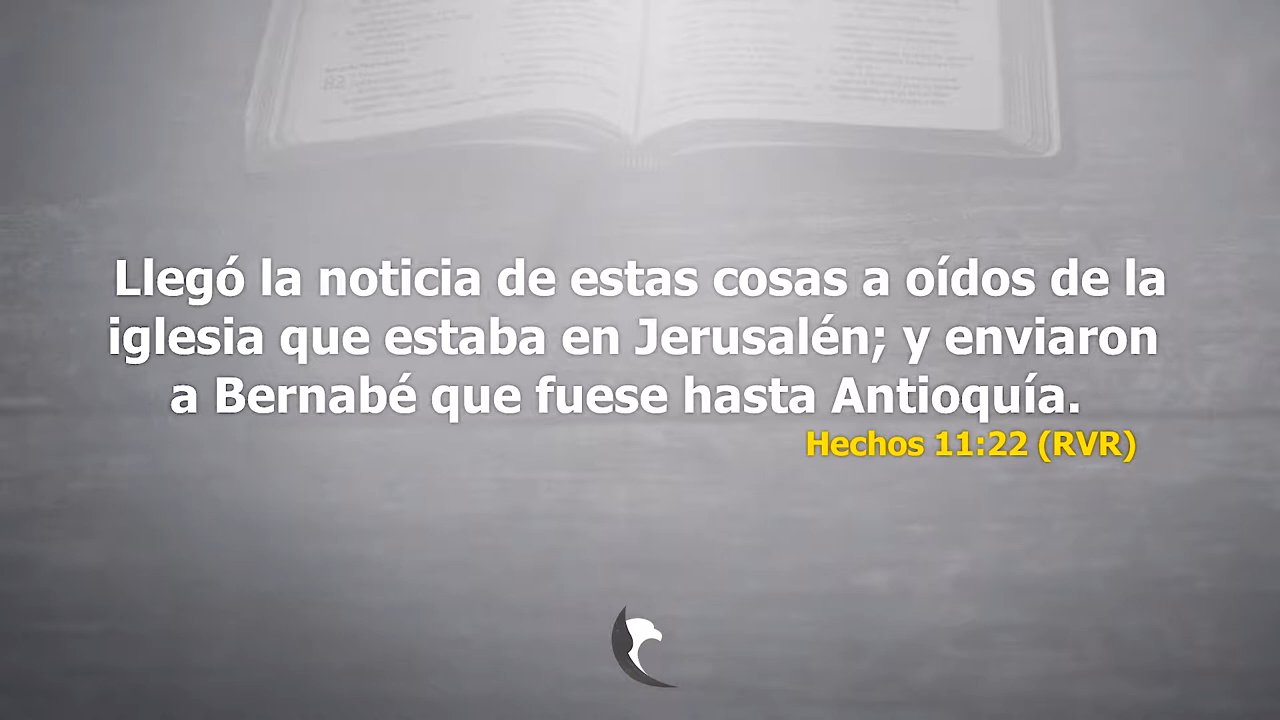 Llegó la noticia de estas cosas a oídos de la
iglesia que estaba en Jerusalén; y enviaron
a Bernabé que fuese hasta Antioquía.
Hechos 11:22 (RVR)